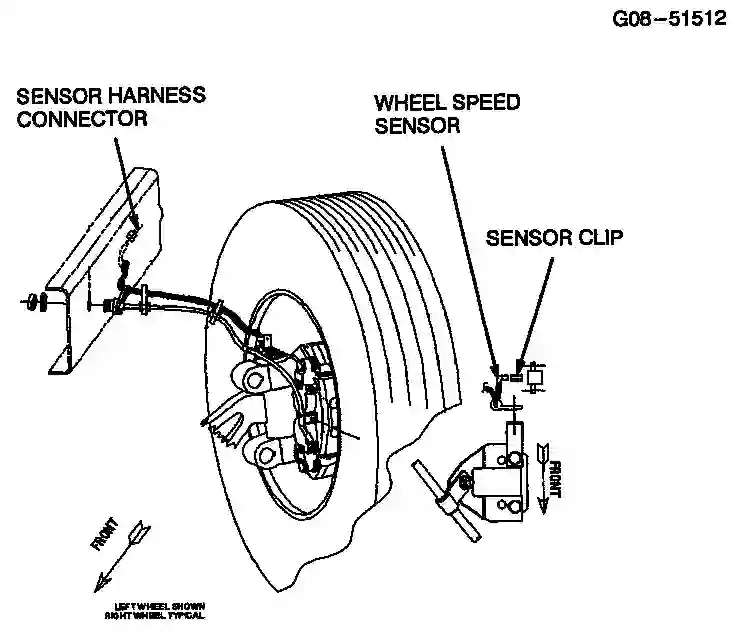 G08-51512
SENSOR HARNESS
CONNECTOR
WHEEL SPEED
SENSOR
SENSOR CLIP
FRONT
FRONT
LEFT WHEEL SHOWN
RIGHT WHEEL TYPICAL